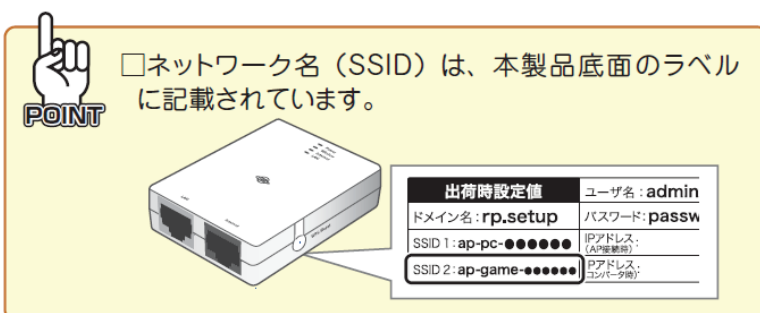 □ネットワーク名（SSID）は、本製品底面のラベル
に記載されています。
POINT
出荷時設定値
ユーザ名：admin
ドメイン名：rp.setup
パスワード：passw
SSID 1：ap-pc-●●●●●●
IPアドレス：
(AP接続時)
SSID 2：ap-game-●●●●●●
Pアドレス：
コンバータ時)